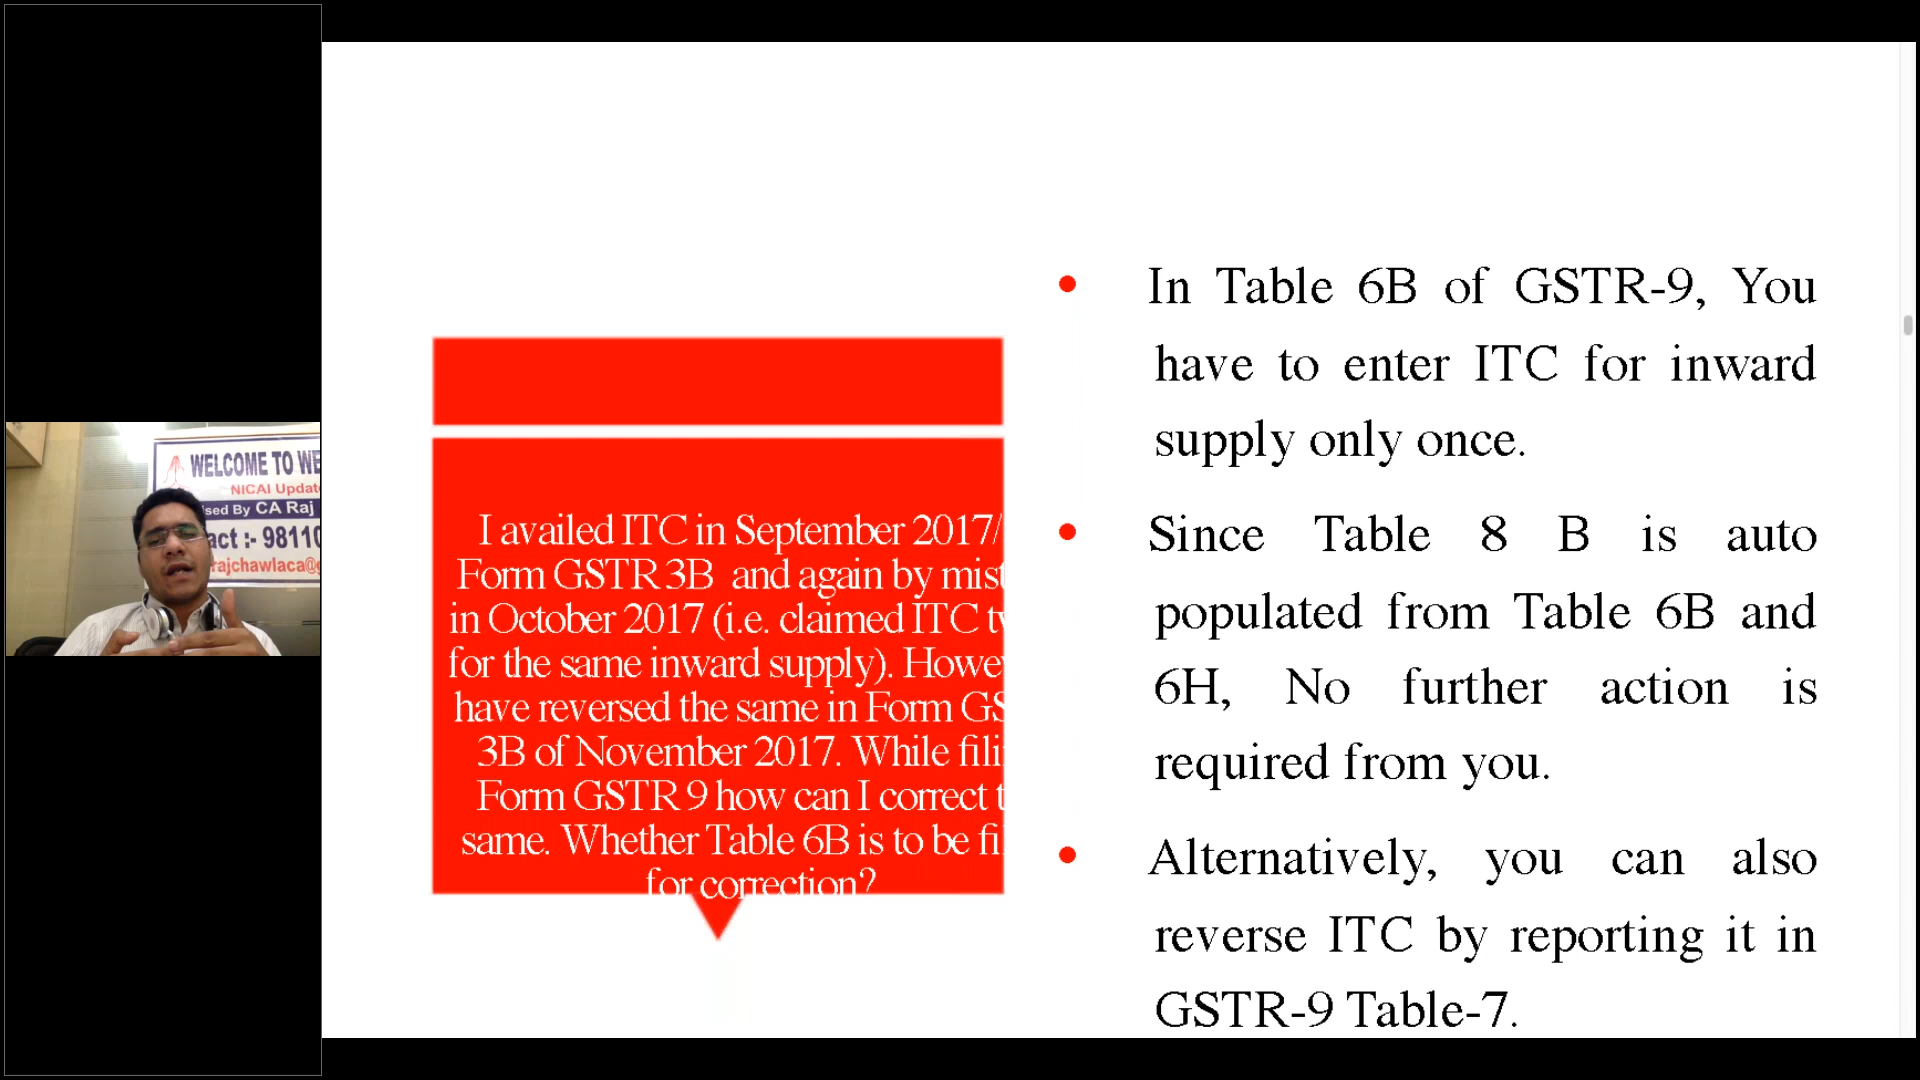 WELCOME TO WE
NICAI Updat
ised By CA Raj
act :- 98110
rajchawlaca@g
I availed ITC in September 2017/
Form GSTR 3B and again by mist
in October 2017 (i.e. claimed ITC tw
for the same inward supply). Howev
have reversed the same in Form GS
3B of November 2017. While fili
Form GSTR 9 how can I correct t
same. Whether Table 6B is to be fi
for correction?
• In Table 6B of GSTR-9, You
have to enter ITC for inward
supply only once.
• Since Table 8 B is auto
populated from Table 6B and
6H, No further action is
required from you.
• Alternatively, you can also
reverse ITC by reporting it in
GSTR-9 Table-7.